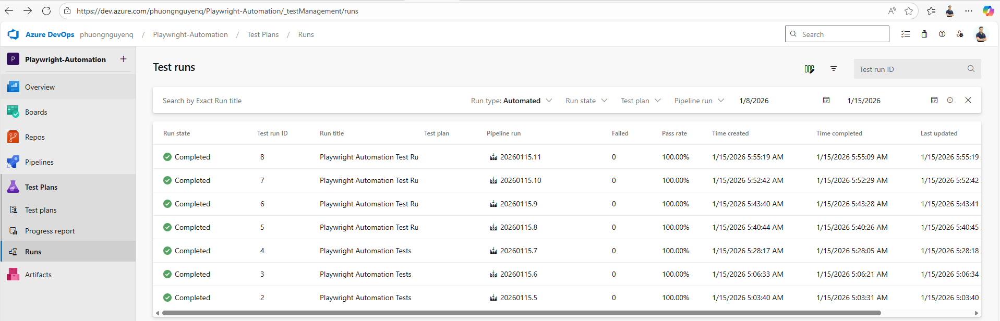 https://dev.azure.com/phuongnguyenq/Playwright-Automation/_testManagement/runs
Azure DevOps phuongnguyenq / Playwright-Automation / Test Plans / Runs
Search
P Playwright-Automation +
Overview
Boards
Repos
Pipelines
Test Plans
Test plans
Progress report
Runs
Artifacts
Test runs
Test run ID
Search by Exact Run title Run type: Automated Run state Test plan Pipeline run 1/8/2026 1/15/2026
Run state Test run ID Run title Test plan Pipeline run Failed Pass rate Time created Time completed Last updated
Completed 8 Playwright Automation Test Ru 20260115.11 0 100.00% 1/15/2026 5:55:19 AM 1/15/2026 5:55:09 AM 1/15/2026 5:55:19
Completed 7 Playwright Automation Test Ru 20260115.10 0 100.00% 1/15/2026 5:52:42 AM 1/15/2026 5:52:29 AM 1/15/2026 5:52:42
Completed 6 Playwright Automation Test Ru 20260115.9 0 100.00% 1/15/2026 5:43:40 AM 1/15/2026 5:43:28 AM 1/15/2026 5:43:41
Completed 5 Playwright Automation Test Ru 20260115.8 0 100.00% 1/15/2026 5:40:44 AM 1/15/2026 5:40:26 AM 1/15/2026 5:40:45
Completed 4 Playwright Automation Tests 20260115.7 0 100.00% 1/15/2026 5:28:17 AM 1/15/2026 5:28:05 AM 1/15/2026 5:28:18
Completed 3 Playwright Automation Tests 20260115.6 0 100.00% 1/15/2026 5:06:33 AM 1/15/2026 5:06:21 AM 1/15/2026 5:06:34
Completed 2 Playwright Automation Tests 20260115.5 0 100.00% 1/15/2026 5:03:40 AM 1/15/2026 5:03:31 AM 1/15/2026 5:03:40